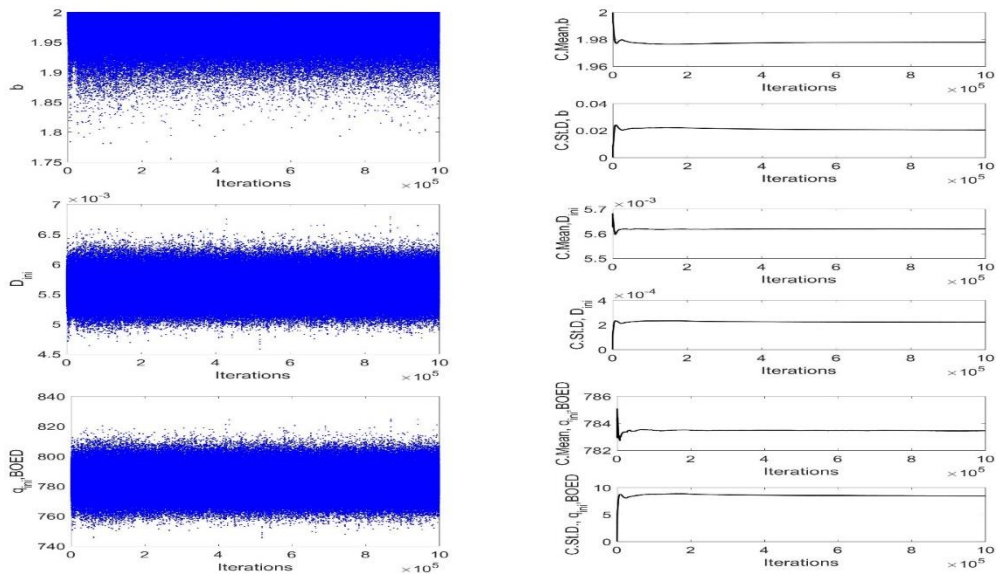 2
1.95
1.9
1.85
1.8
1.75
b
0 2 4 6 8 10
Iterations
× 10^5
× 10^-3
7
6.5
6
5.5
5
4.5
D_ini
0 2 4 6 8 10
Iterations
× 10^5
840
820
800
780
760
740
q_ini,BOED
0 2 4 6 8 10
Iterations
× 10^5
2
1.98
1.96
C.Mean,b
0 2 4 6 8 10
Iterations
× 10^5
0.04
0.02
0
C.St.D, b
0 2 4 6 8 10
Iterations
× 10^5
× 10^-3
5.7
5.6
5.5
C.Mean,D_ini
0 2 4 6 8 10
Iterations
× 10^5
× 10^-4
4
2
0
C.St.D, D_ini
0 2 4 6 8 10
Iterations
× 10^5
786
784
782
C.Mean, q_ini,BOED
0 2 4 6 8 10
Iterations
× 10^5
10
5
0
C.St.D., q_ini,BOED
0 2 4 6 8 10
Iterations
× 10^5